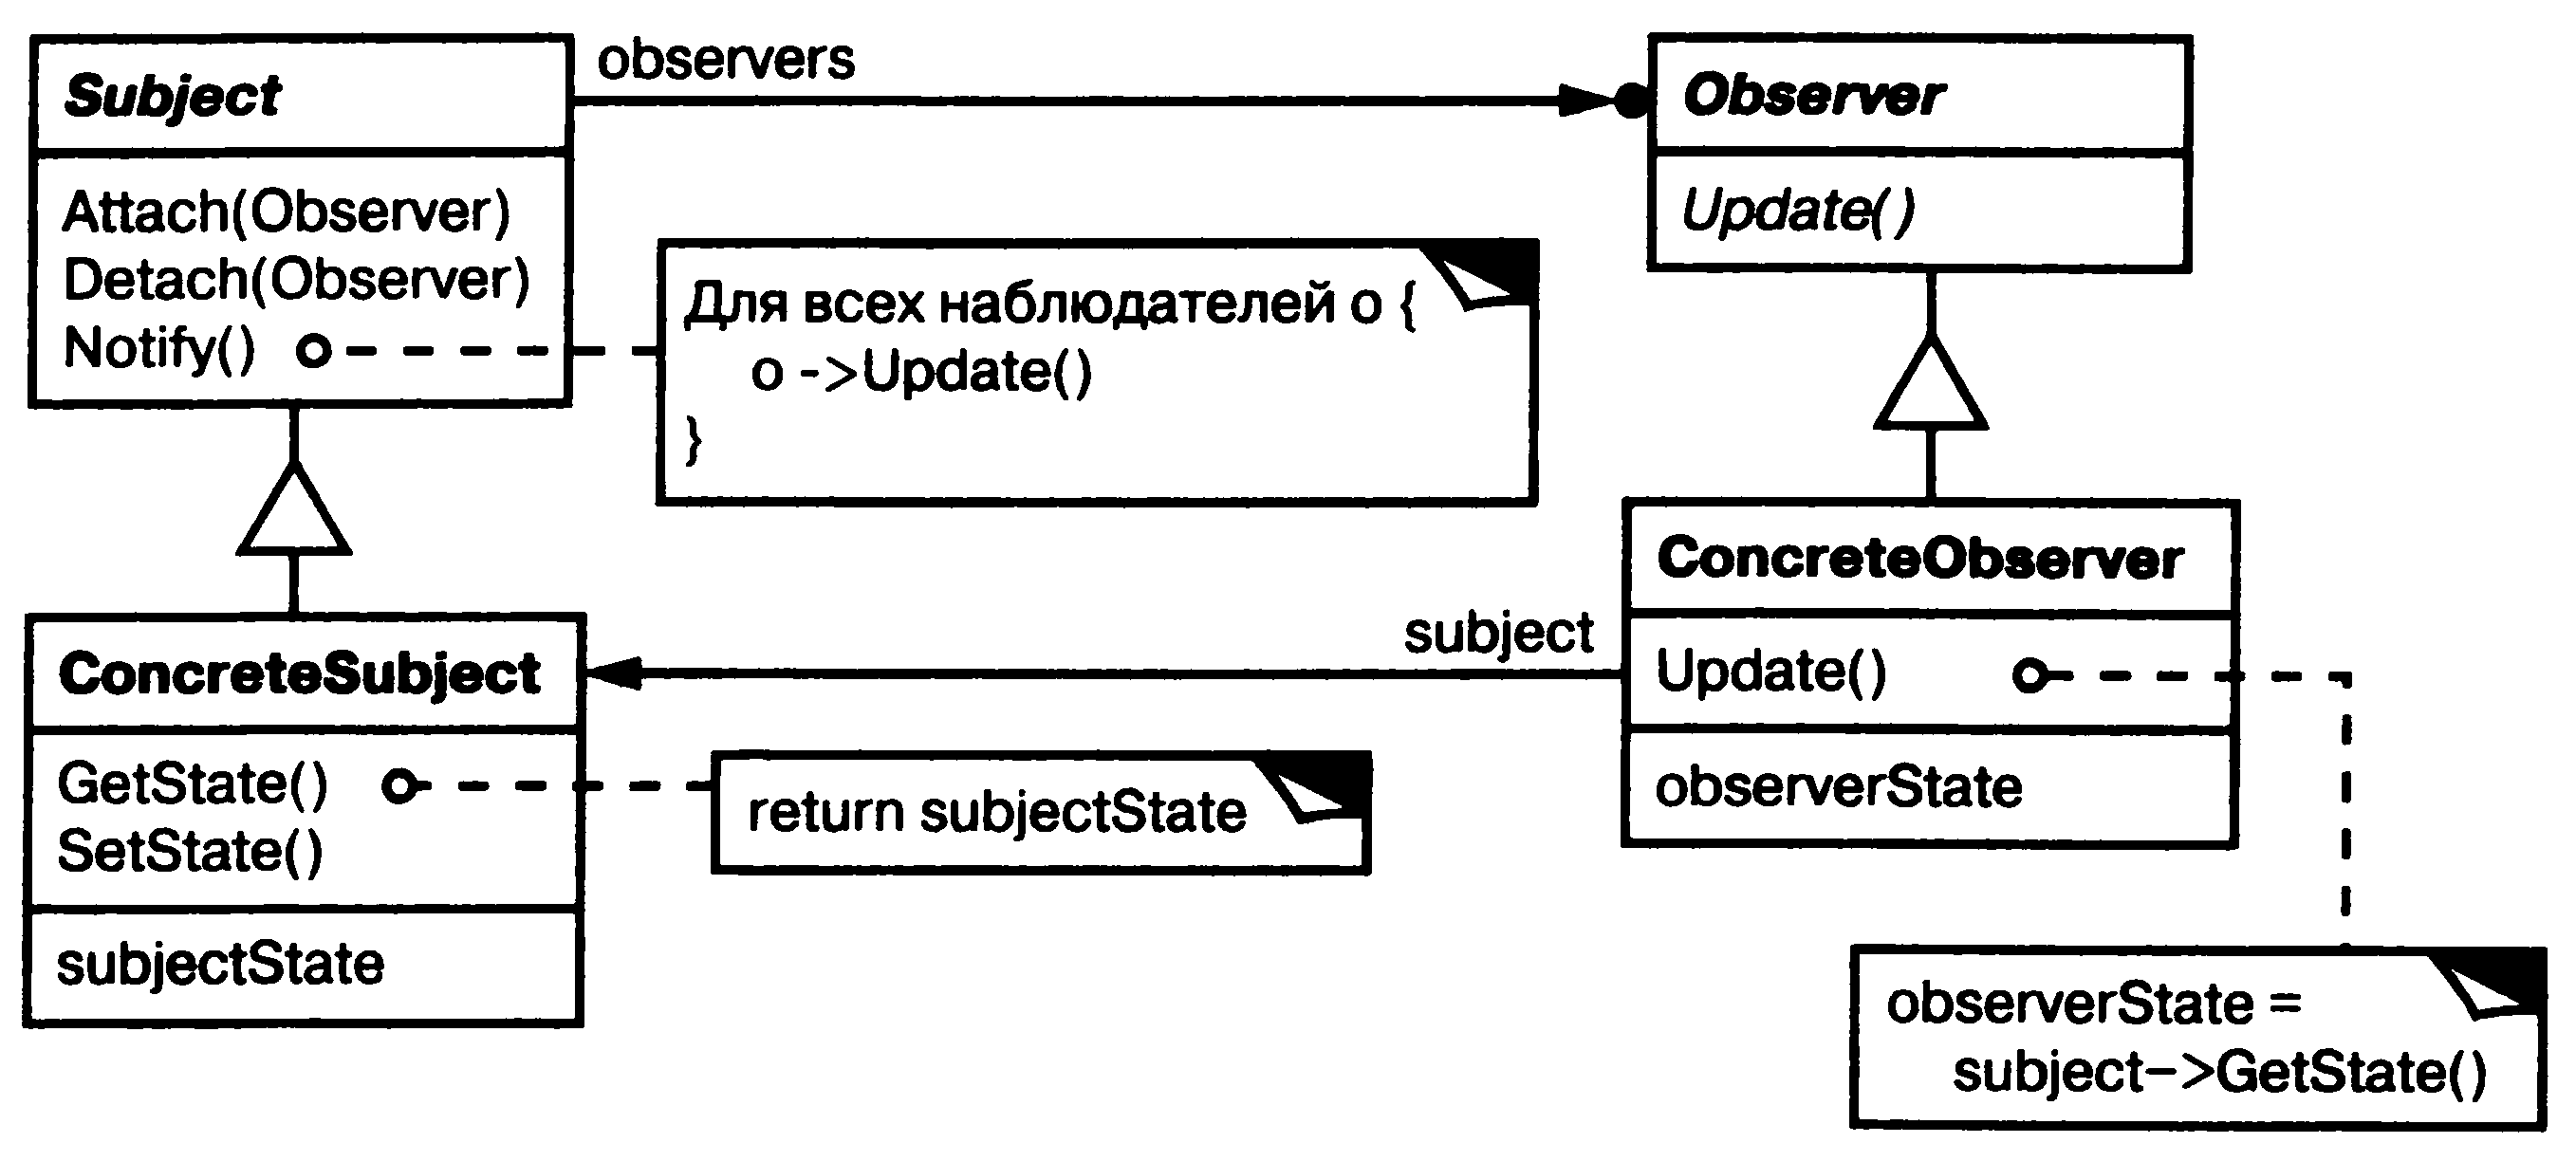 Subject
Attach(Observer)
Detach(Observer)
Notify()
observers
Observer
Update()
Для всех наблюдателей o {
o ->Update()
}
ConcreteSubject
GetState()
SetState()
subjectState
return subjectState
subject
ConcreteObserver
Update()
observerState
observerState =
subject->GetState()